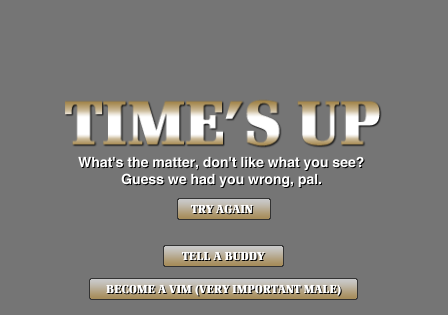 TIME'S UP
What's the matter, don't like what you see?
Guess we had you wrong, pal.
TRY AGAIN
TELL A BUDDY
BECOME A VIM (VERY IMPORTANT MALE)